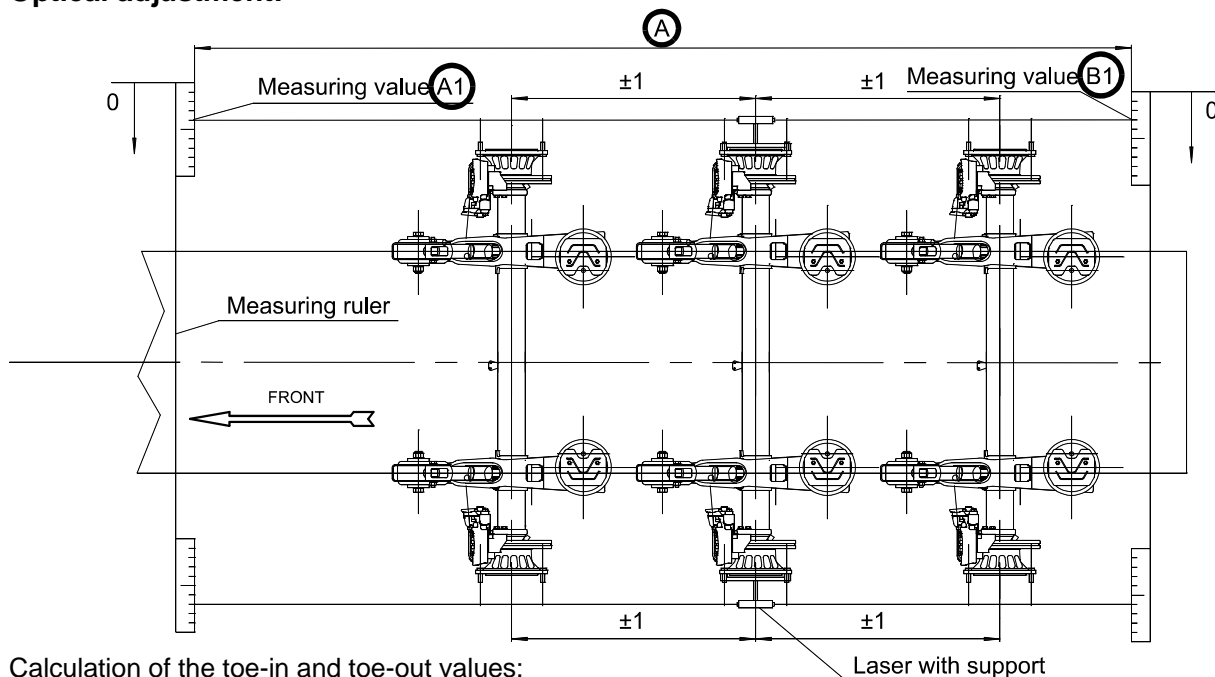 Optical adjustment:
A
Measuring value A1
±1
±1
Measuring value B1
0
0
Measuring ruler
FRONT
±1
±1
Calculation of the toe-in and toe-out values:
Laser with support